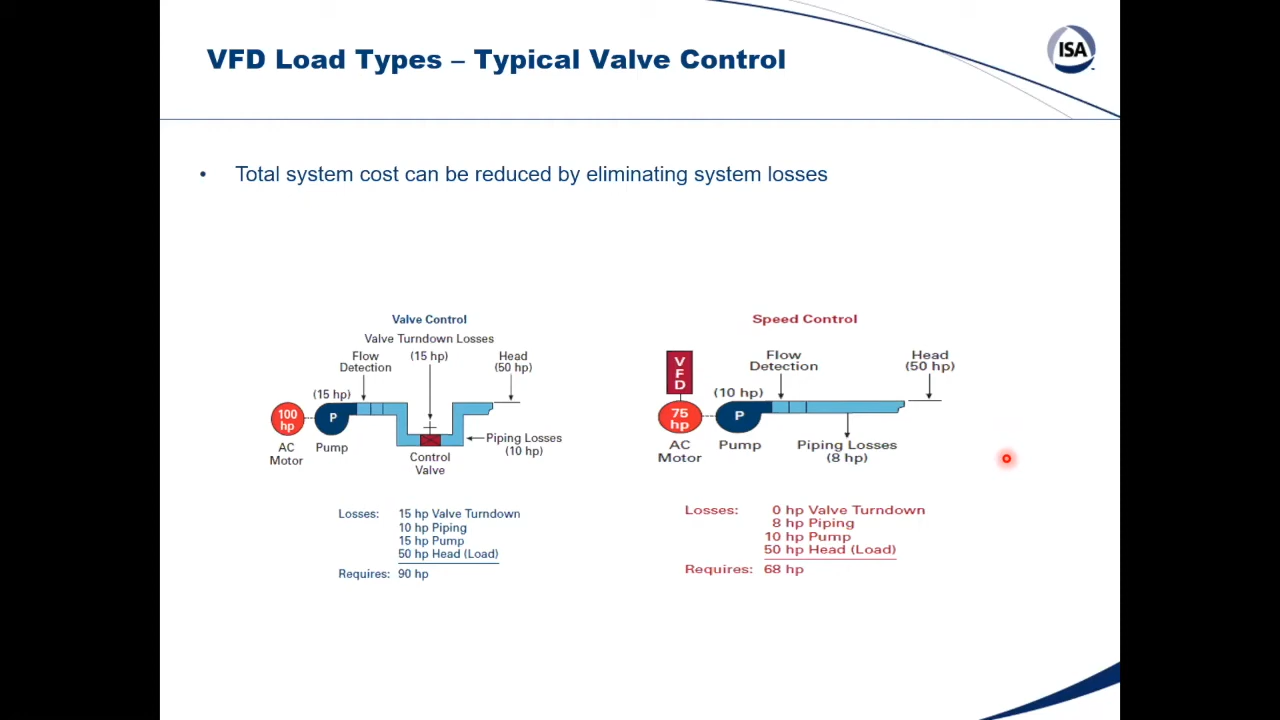 VFD Load Types – Typical Valve Control
ISA
• Total system cost can be reduced by eliminating system losses
Valve Control
Valve Turndown Losses
(15 hp)
Flow
Detection
Head
(50 hp)
(15 hp)
100
hp
P
AC
Motor
Pump
Control
Valve
Piping Losses
(10 hp)
Losses: 15 hp Valve Turndown
10 hp Piping
15 hp Pump
50 hp Head (Load)
Requires: 90 hp
Speed Control
VFD
Flow
Detection
Head
(50 hp)
(10 hp)
75
hp
P
AC
Motor
Pump
Piping Losses
(8 hp)
Losses: 0 hp Valve Turndown
8 hp Piping
10 hp Pump
50 hp Head (Load)
Requires: 68 hp